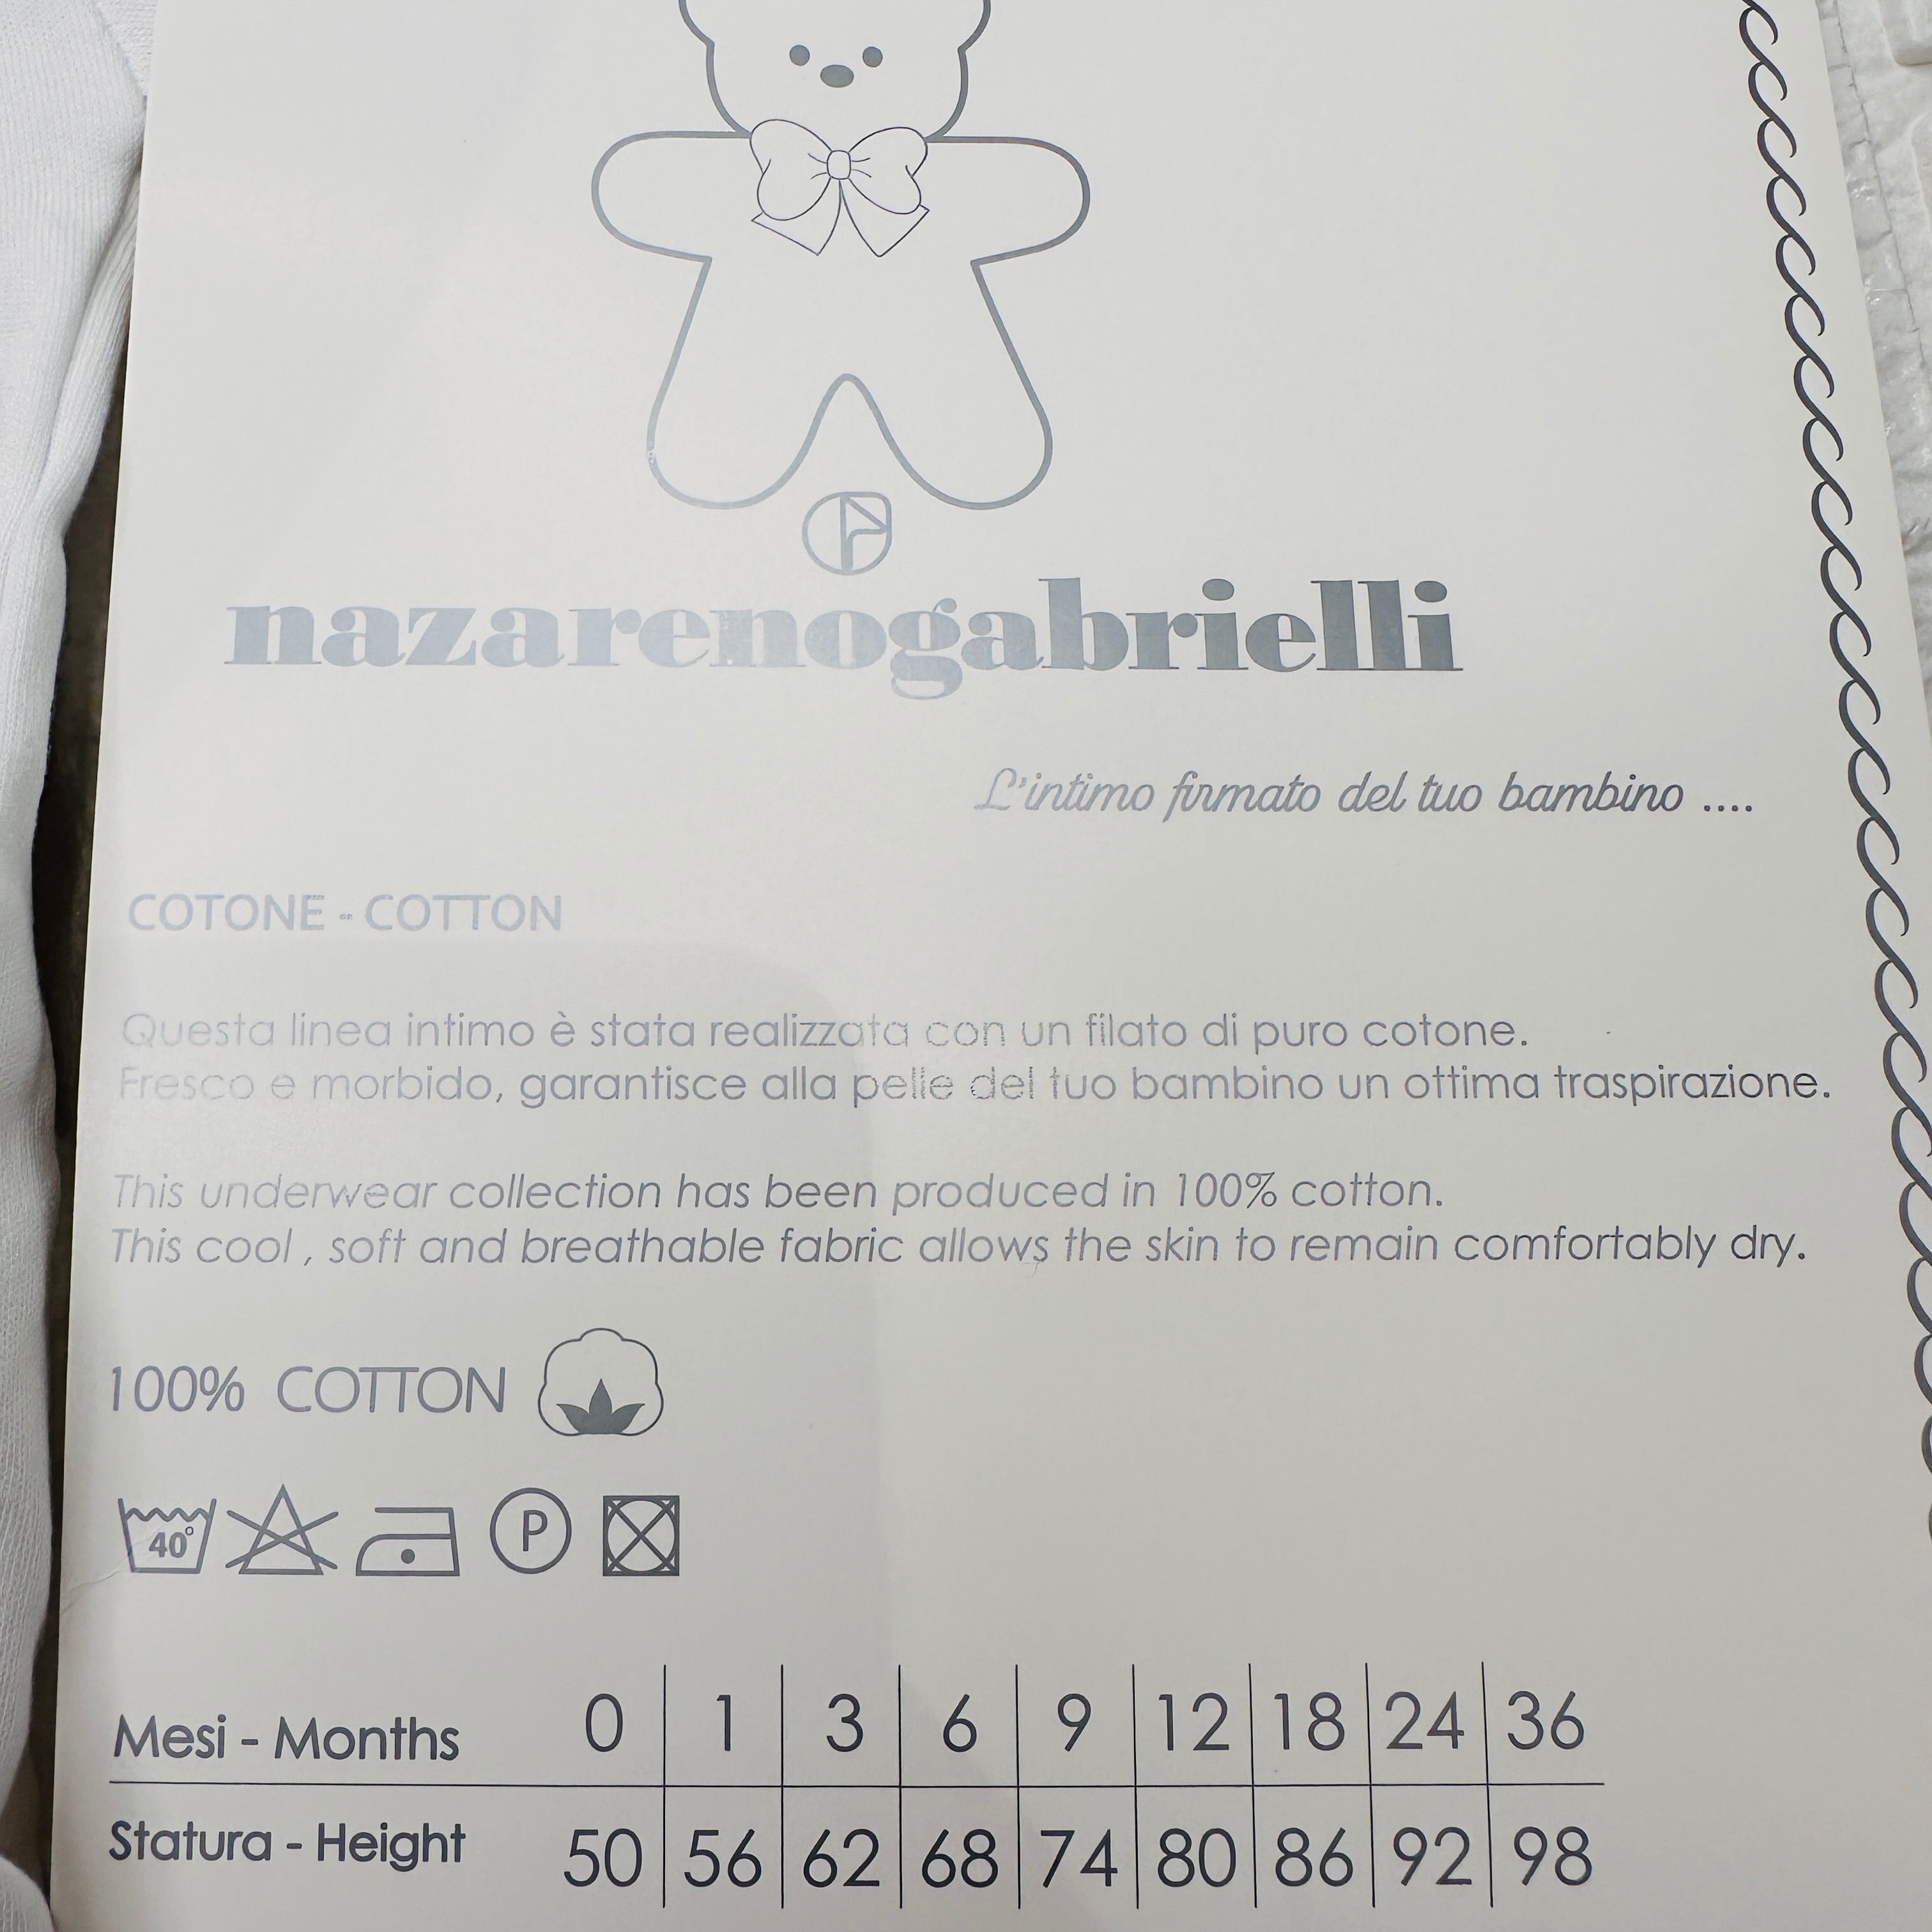 nazarenogabrielli
L'intimo firmato del tuo bambino ....
COTONE - COTTON
Questa linea intimo è stata realizzata con un filato di puro cotone.
Fresco e morbido, garantisce alla pelle del tuo bambino un ottima traspirazione.
This underwear collection has been produced in 100% cotton.
This cool , soft and breathable fabric allows the skin to remain comfortably dry.
100% COTTON
40° P
Mesi - Months 0 1 3 6 9 12 18 24 36
Statura - Height 50 56 62 68 74 80 86 92 98